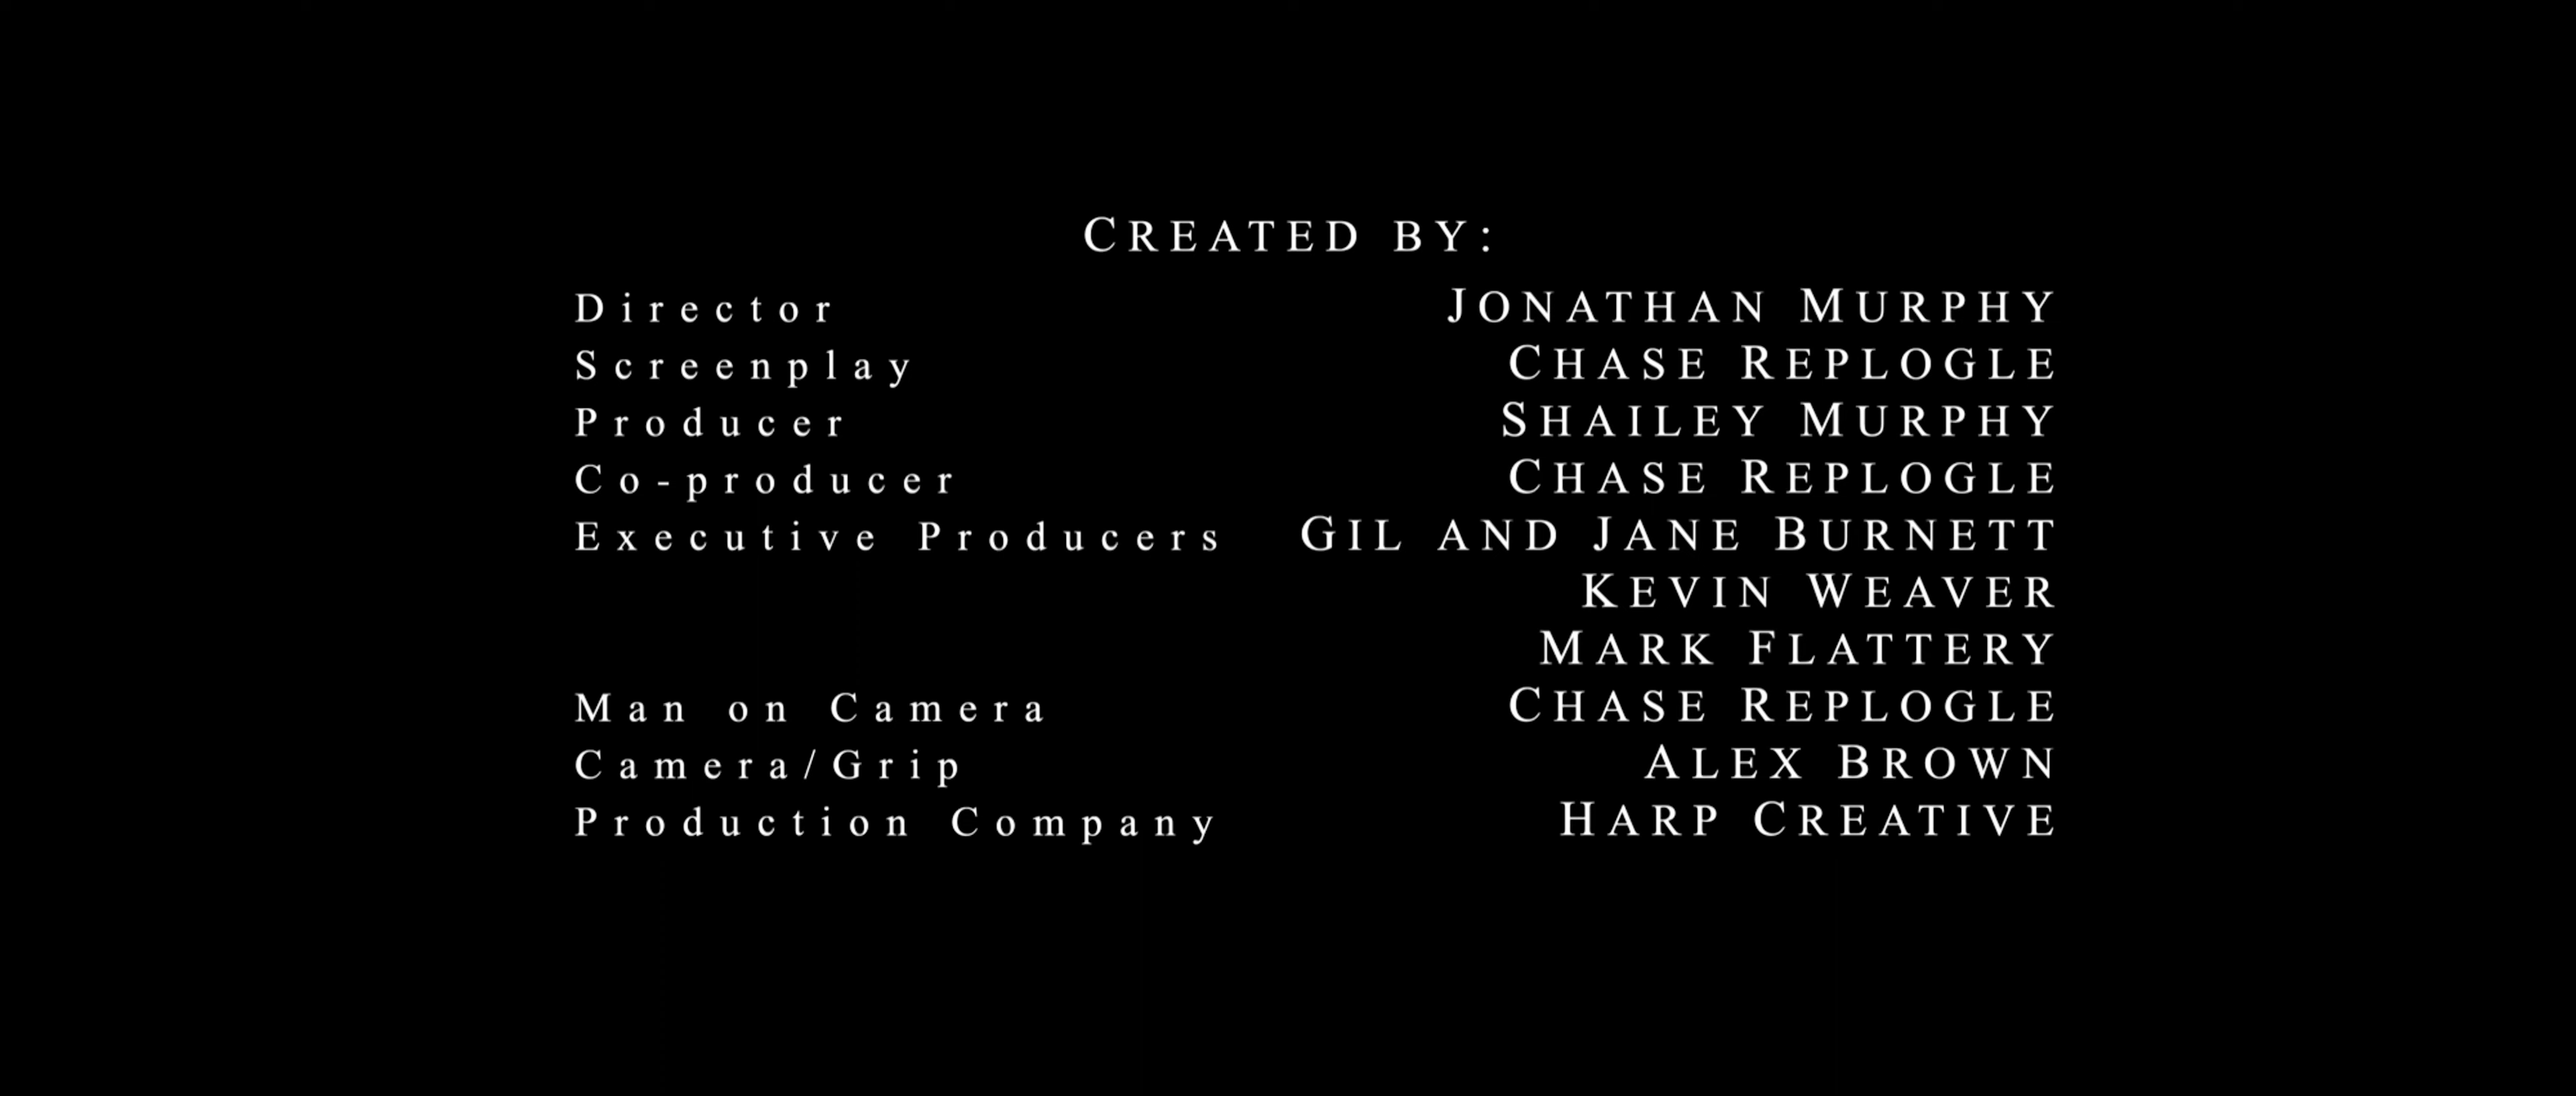 CREATED BY:
Director JONATHAN MURPHY
Screenplay CHASE REPLOGLE
Producer SHAILEY MURPHY
Co-producer CHASE REPLOGLE
Executive Producers GIL AND JANE BURNETT
KEVIN WEAVER
MARK FLATTERY
Man on Camera CHASE REPLOGLE
Camera/Grip ALEX BROWN
Production Company HARP CREATIVE